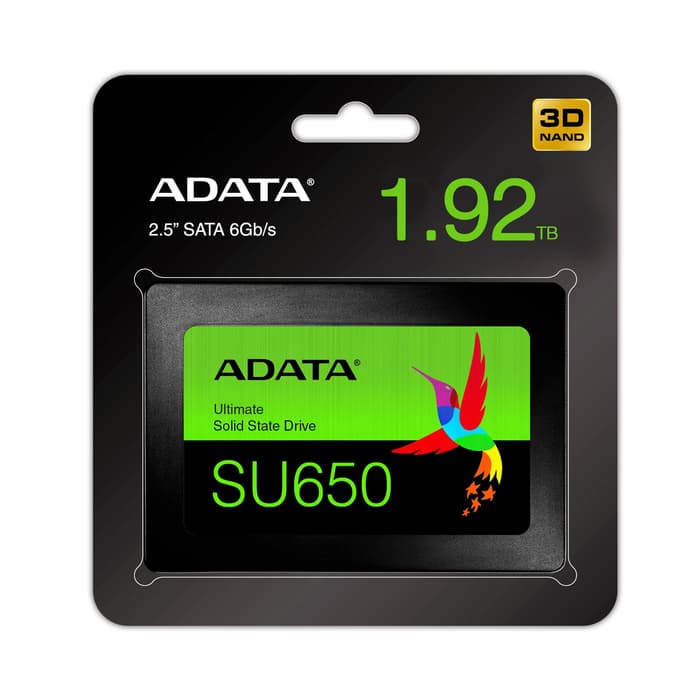 3D
NAND
ADATA®
1.92TB
2.5” SATA 6Gb/s
ADATA®
Ultimate
Solid State Drive
SU650